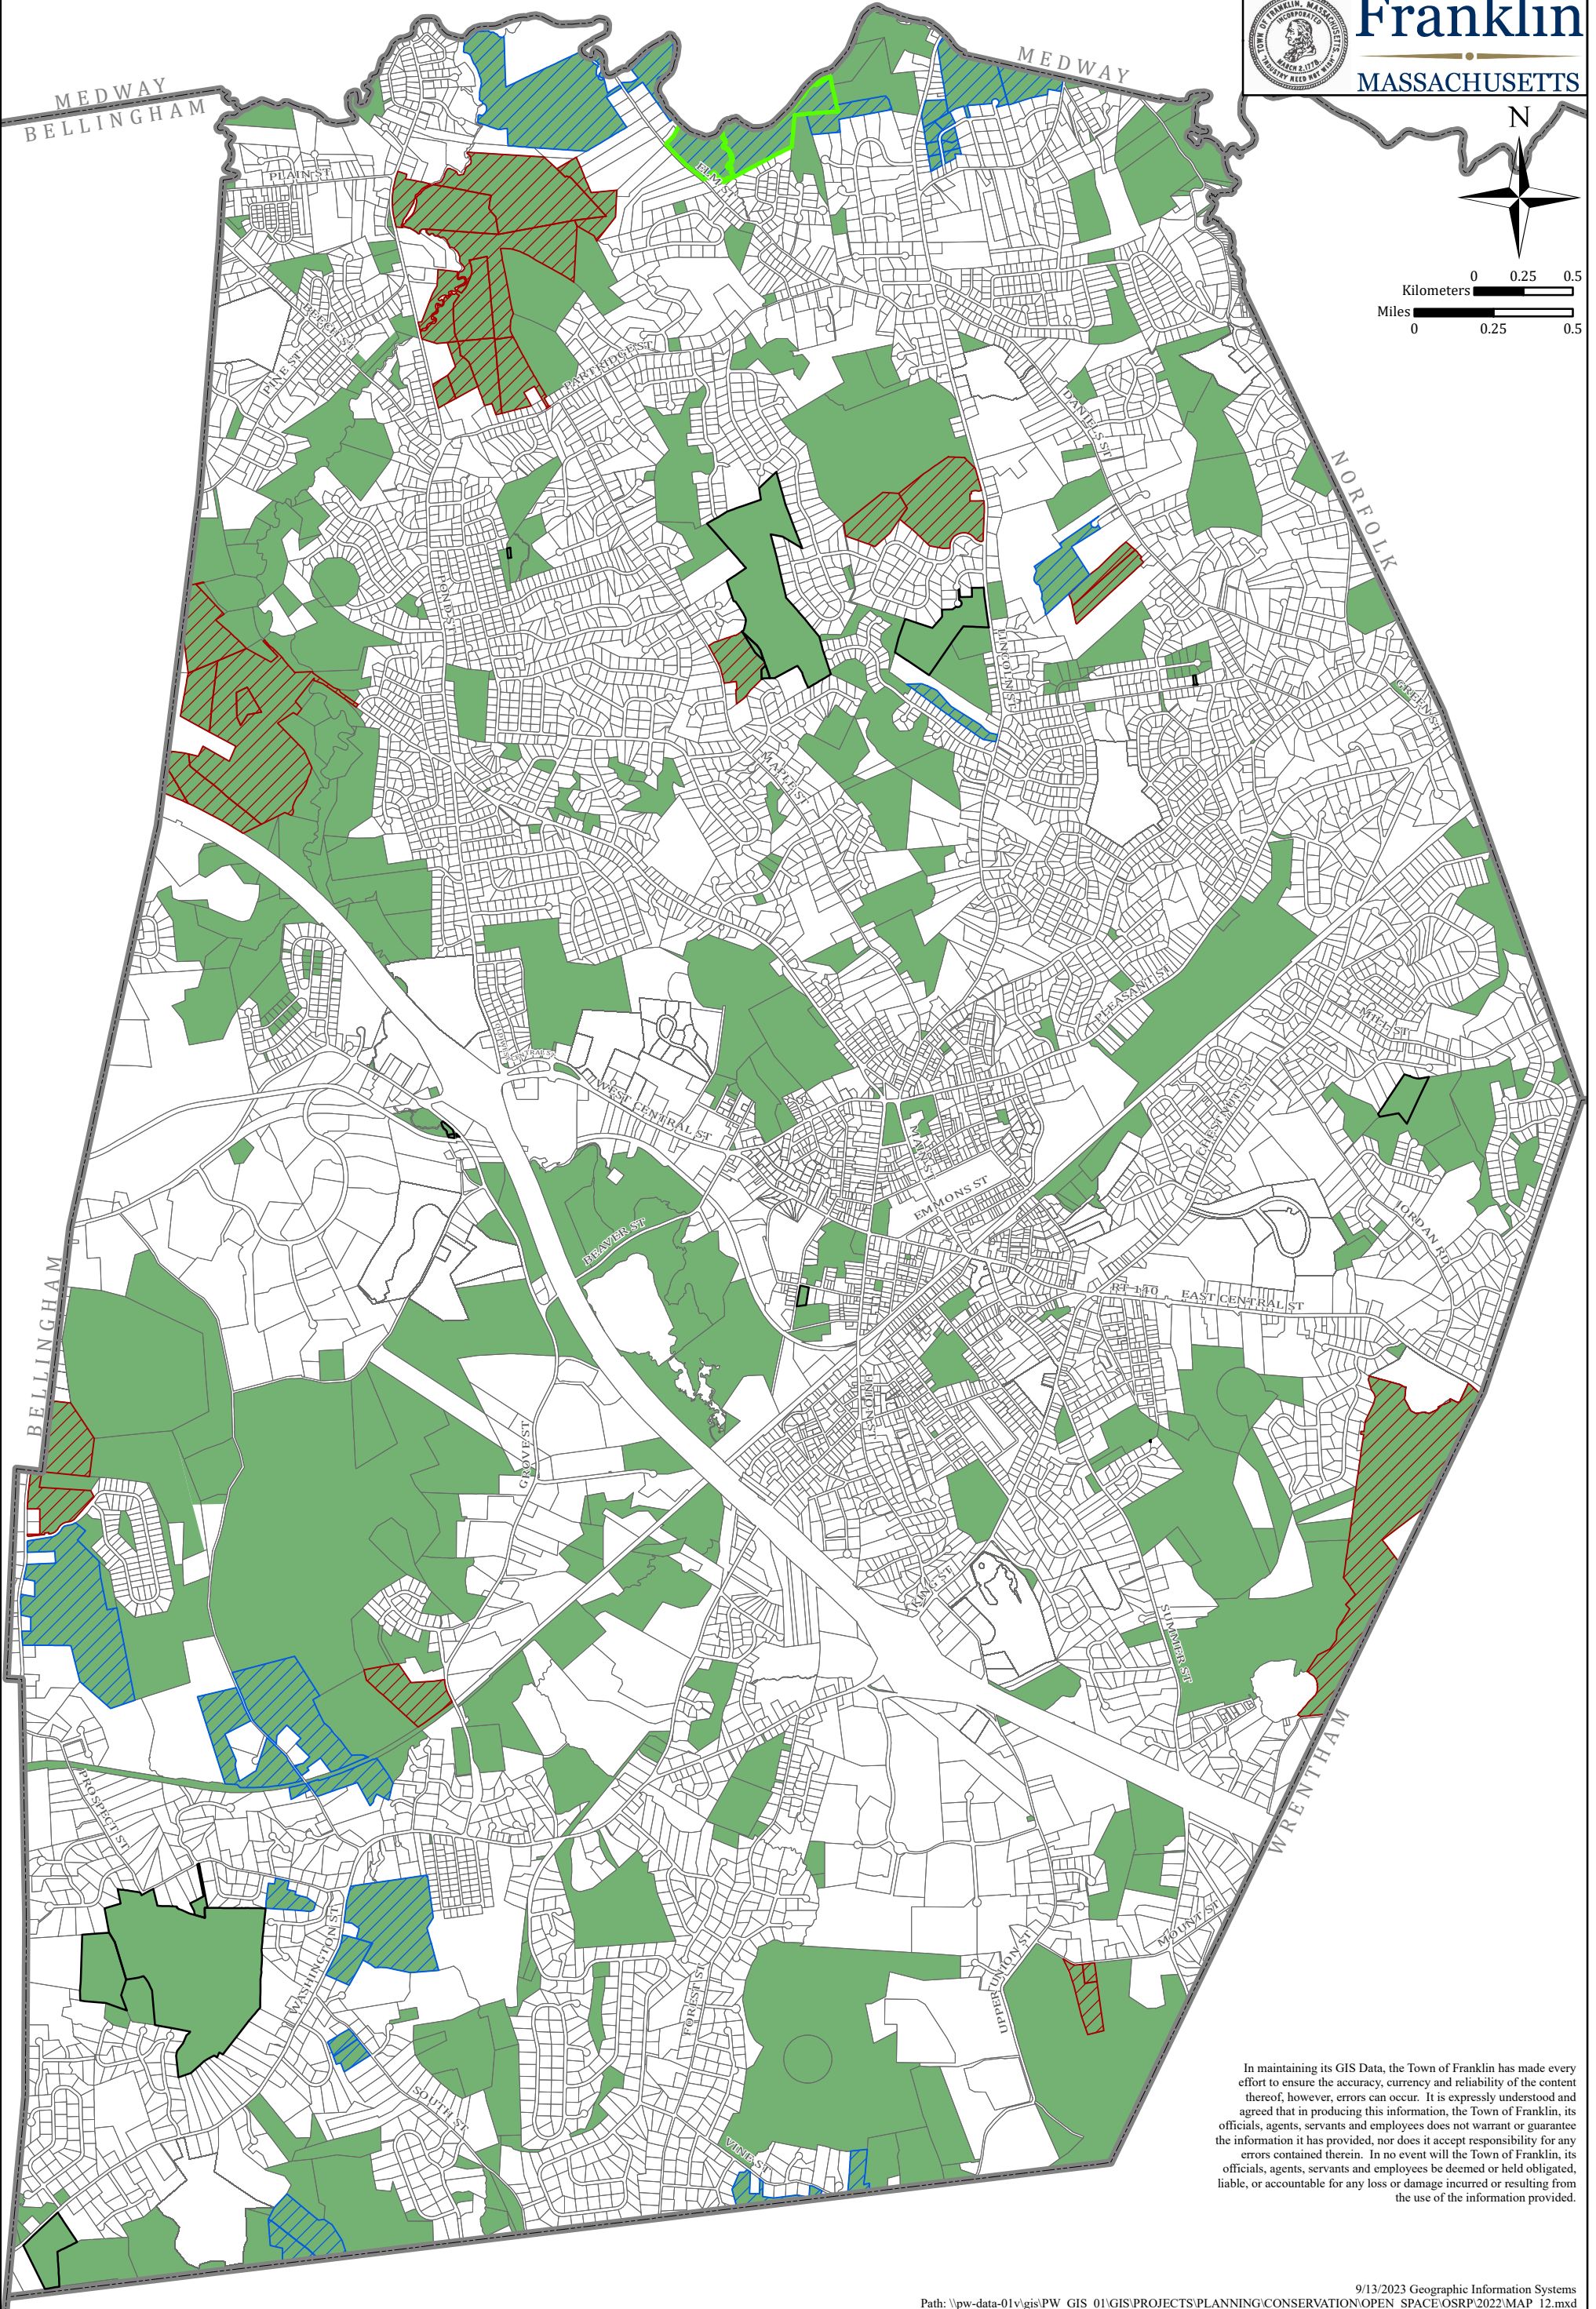 TOWN OF FRANKLIN, MASSACHUSETTS
INCORPORATED
MARCH 2, 1778
"INDUSTRY NEED NOT WISH"
Franklin
MASSACHUSETTS
MEDWAY
MEDWAY
BELLINGHAM
N
0 0.25 0.5
Kilometers
Miles
0 0.25 0.5
PLAIN ST
ELM ST
BEECH ST
PINE ST
PARTRIDGE ST
DANIELS ST
NORFOLK
POND ST
LINCOLN ST
GREEN ST
MAPLE ST
PLEASANT ST
MILL ST
WEST CENTRAL ST
CHESTNUT ST
MAIN ST
EMMONS ST
BEAVER ST
JORDAN RD
BELLINGHAM
RT 140
EAST CENTRAL ST
UNION ST
GROVE ST
KING ST
SUMMER ST
WRENTHAM
PROSPECT ST
WASHINGTON ST
MOUNT ST
UPPER UNION ST
FOREST ST
SOUTH ST
VINE ST
In maintaining its GIS Data, the Town of Franklin has made every
effort to ensure the accuracy, currency and reliability of the content
thereof, however, errors can occur. It is expressly understood and
agreed that in producing this information, the Town of Franklin, its
officials, agents, servants and employees does not warrant or guarantee
the information it has provided, nor does it accept responsibility for any
errors contained therein. In no event will the Town of Franklin, its
officials, agents, servants and employees be deemed or held obligated,
liable, or accountable for any loss or damage incurred or resulting from
the use of the information provided.
9/13/2023 Geographic Information Systems
Path: \\pw-data-01v\gis\PW_GIS_01\GIS\PROJECTS\PLANNING\CONSERVATION\OPEN_SPACE\OSRP\2022\MAP_12.mxd